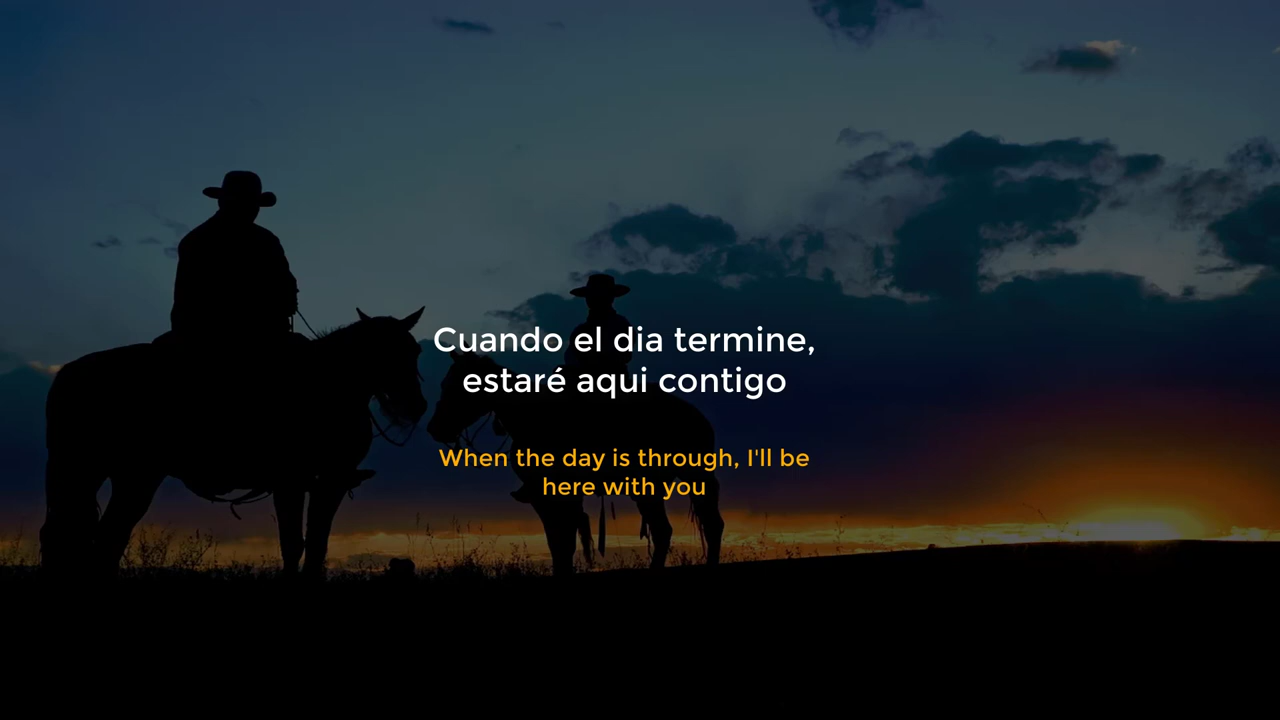 Cuando el dia termine,
estaré aqui contigo
When the day is through, I'll be
here with you